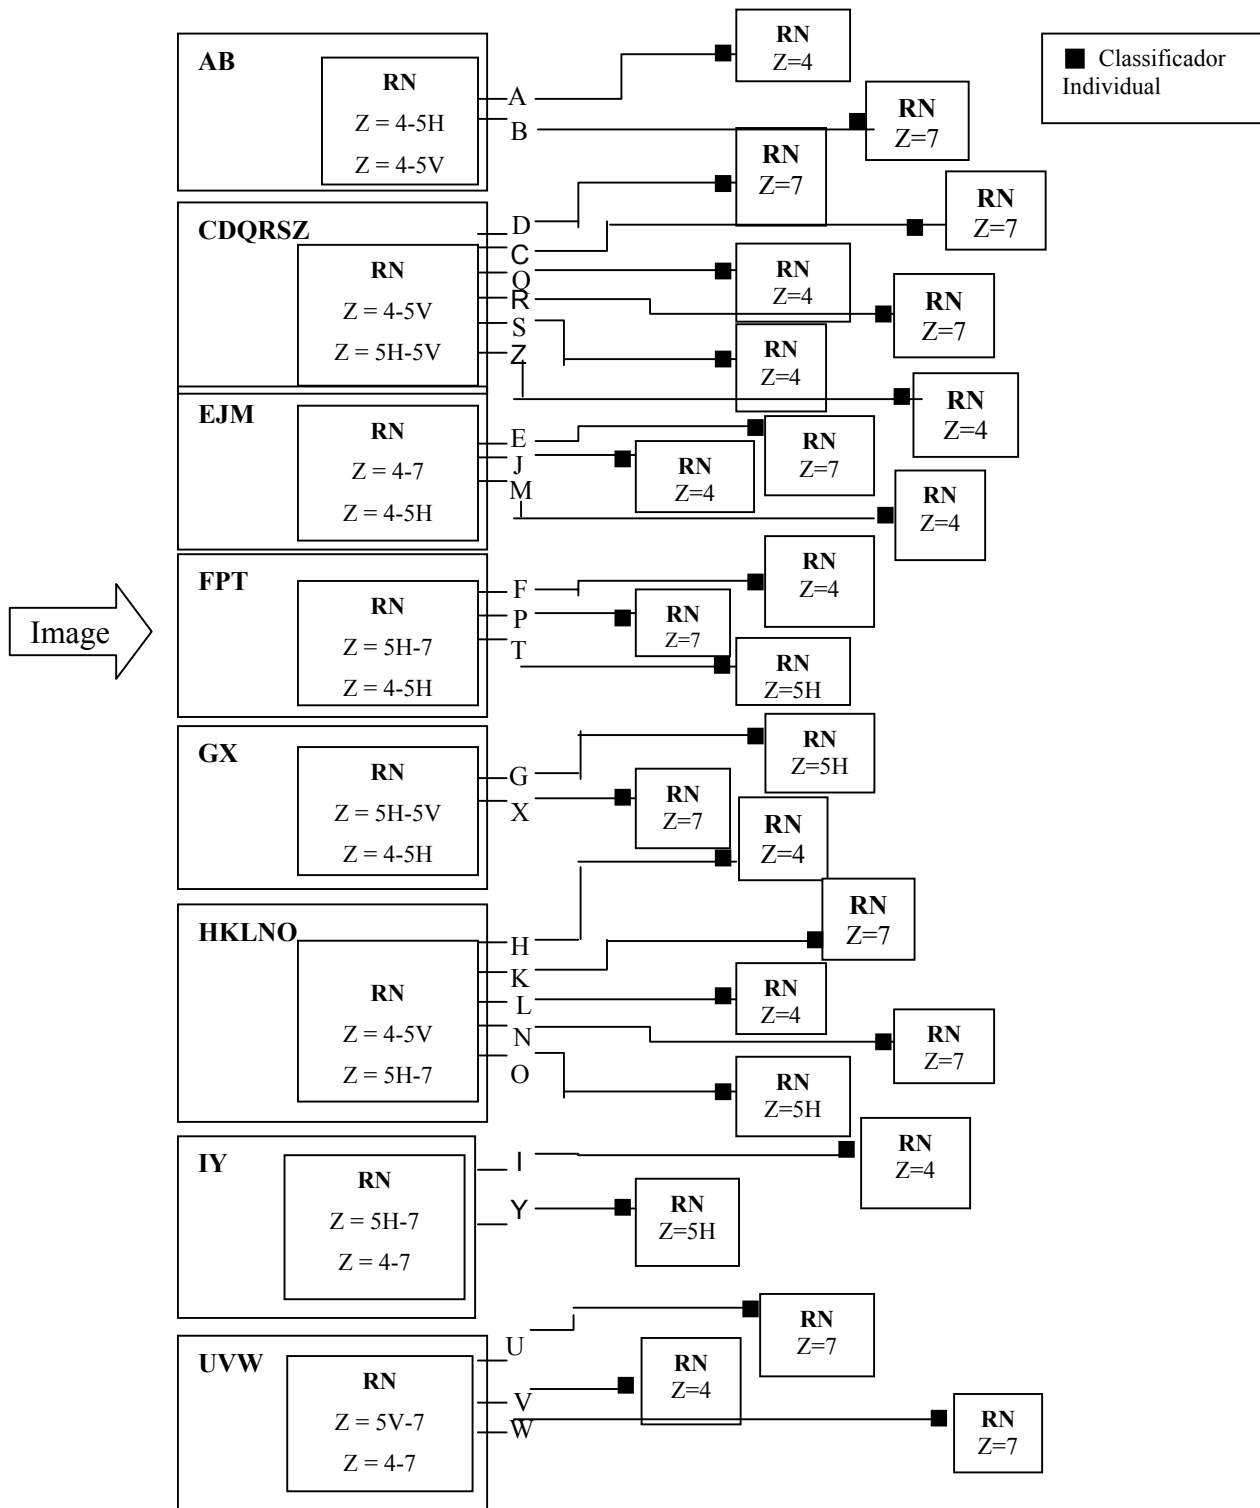 AB
RN
Z = 4-5H
Z = 4-5V
A
B
RN
Z=4
RN
Z=7
■ Classificador
Individual
CDQRSZ
RN
Z = 4-5V
Z = 5H-5V
D
C
Q
R
S
Z
RN
Z=7
RN
Z=7
RN
Z=4
RN
Z=7
RN
Z=4
RN
Z=4
EJM
RN
Z = 4-7
Z = 4-5H
E
J
M
RN
Z=7
RN
Z=4
RN
Z=4
Image
FPT
RN
Z = 5H-7
Z = 4-5H
F
P
T
RN
Z=4
RN
Z=7
RN
Z=5H
GX
RN
Z = 5H-5V
Z = 4-5H
G
X
RN
Z=5H
RN
Z=7
HKLNO
RN
Z = 4-5V
Z = 5H-7
H
K
L
N
O
RN
Z=4
RN
Z=7
RN
Z=4
RN
Z=7
RN
Z=5H
IY
RN
Z = 5H-7
Z = 4-7
I
Y
RN
Z=4
RN
Z=5H
UVW
RN
Z = 5V-7
Z = 4-7
U
V
W
RN
Z=7
RN
Z=4
RN
Z=7